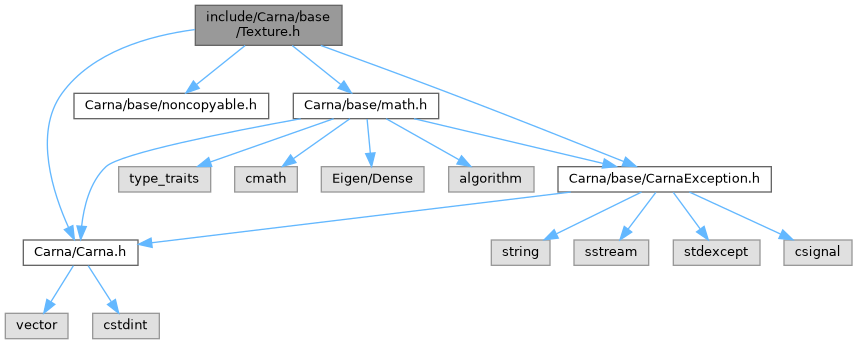 include/Carna/base
/Texture.h
Carna/base/noncopyable.h
Carna/base/math.h
type_traits
cmath
Eigen/Dense
algorithm
Carna/base/CarnaException.h
Carna/Carna.h
string
sstream
stdexcept
csignal
vector
cstdint